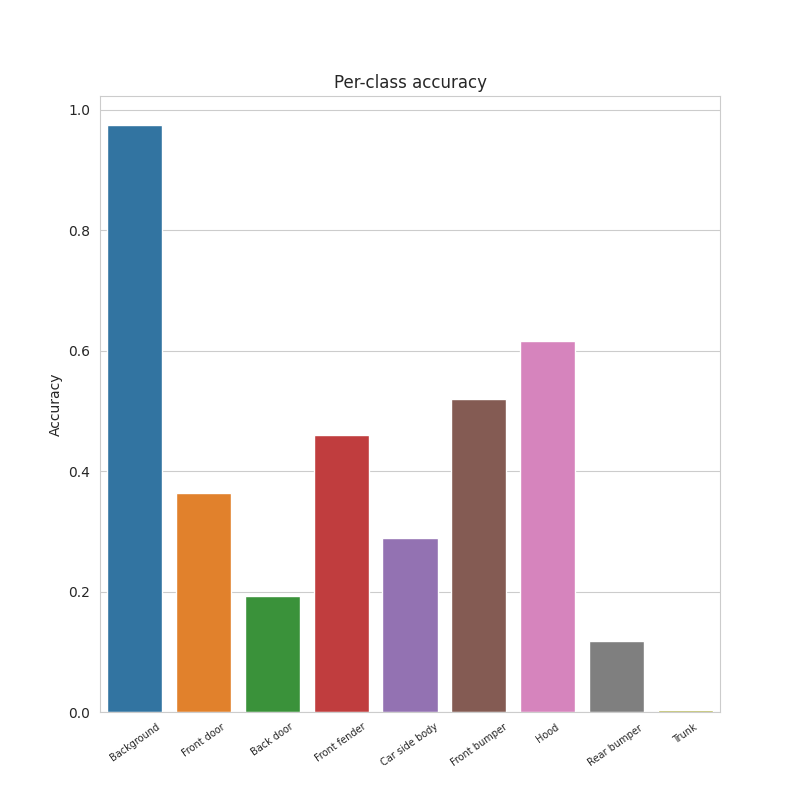 Per-class accuracy
1.0
0.8
0.6
0.4
0.2
0.0
Accuracy
Background
Front door
Back door
Front fender
Car side body
Front bumper
Hood
Rear bumper
Trunk